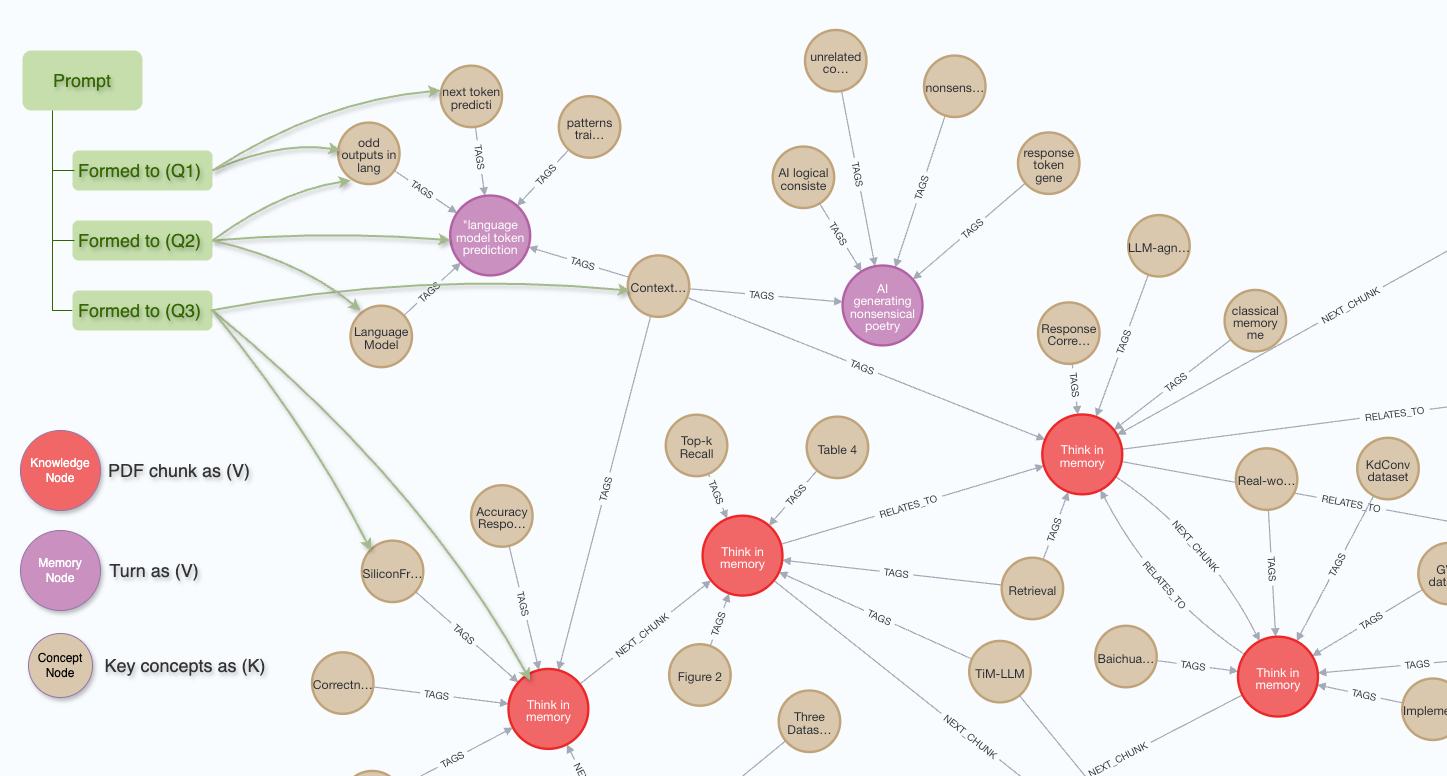 Prompt
Formed to (Q1)
Formed to (Q2)
Formed to (Q3)
next token
predicti
odd
outputs in
lang
patterns
trai...
TAGS
TAGS
TAGS
"language
model token
prediction
TAGS
TAGS
Language
Model
Context...
TAGS
TAGS
TAGS
unrelated
co...
nonsens...
AI logical
consiste
response
token
gene
TAGS
TAGS
TAGS
TAGS
AI
generating
nonsensical
poetry
LLM-agn...
Response
Corre...
classical
memory
me
TAGS
TAGS
TAGS
NEXT_CHUNK
RELATES_TO
Think in
memory
Knowledge
Node
PDF chunk as (V)
Memory
Node
Turn as (V)
Concept
Node
Key concepts as (K)
Top-k
Recall
Table 4
TAGS
TAGS
RELATES_TO
Think in
memory
TAGS
Retrieval
TAGS
TAGS
TAGS
Figure 2
TiM-LLM
NEXT_CHUNK
Accuracy
Respo...
SiliconFr...
TAGS
TAGS
Correctn...
TAGS
Think in
memory
NEXT_CHUNK
TAGS
NE
Three
Datas...
NEXT_CHUNK
RELATES_TO
RELATES_TO
Real-wo...
KdConv
dataset
TAGS
TAGS
TAGS
Baichua...
TAGS
Think in
memory
TAGS
TAGS
Impleme
NEXT_CHUNK